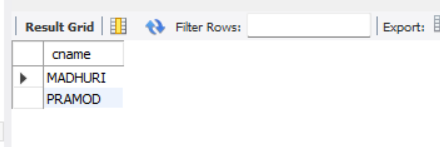 Result Grid Filter Rows: Export:
cname
MADHURI
PRAMOD